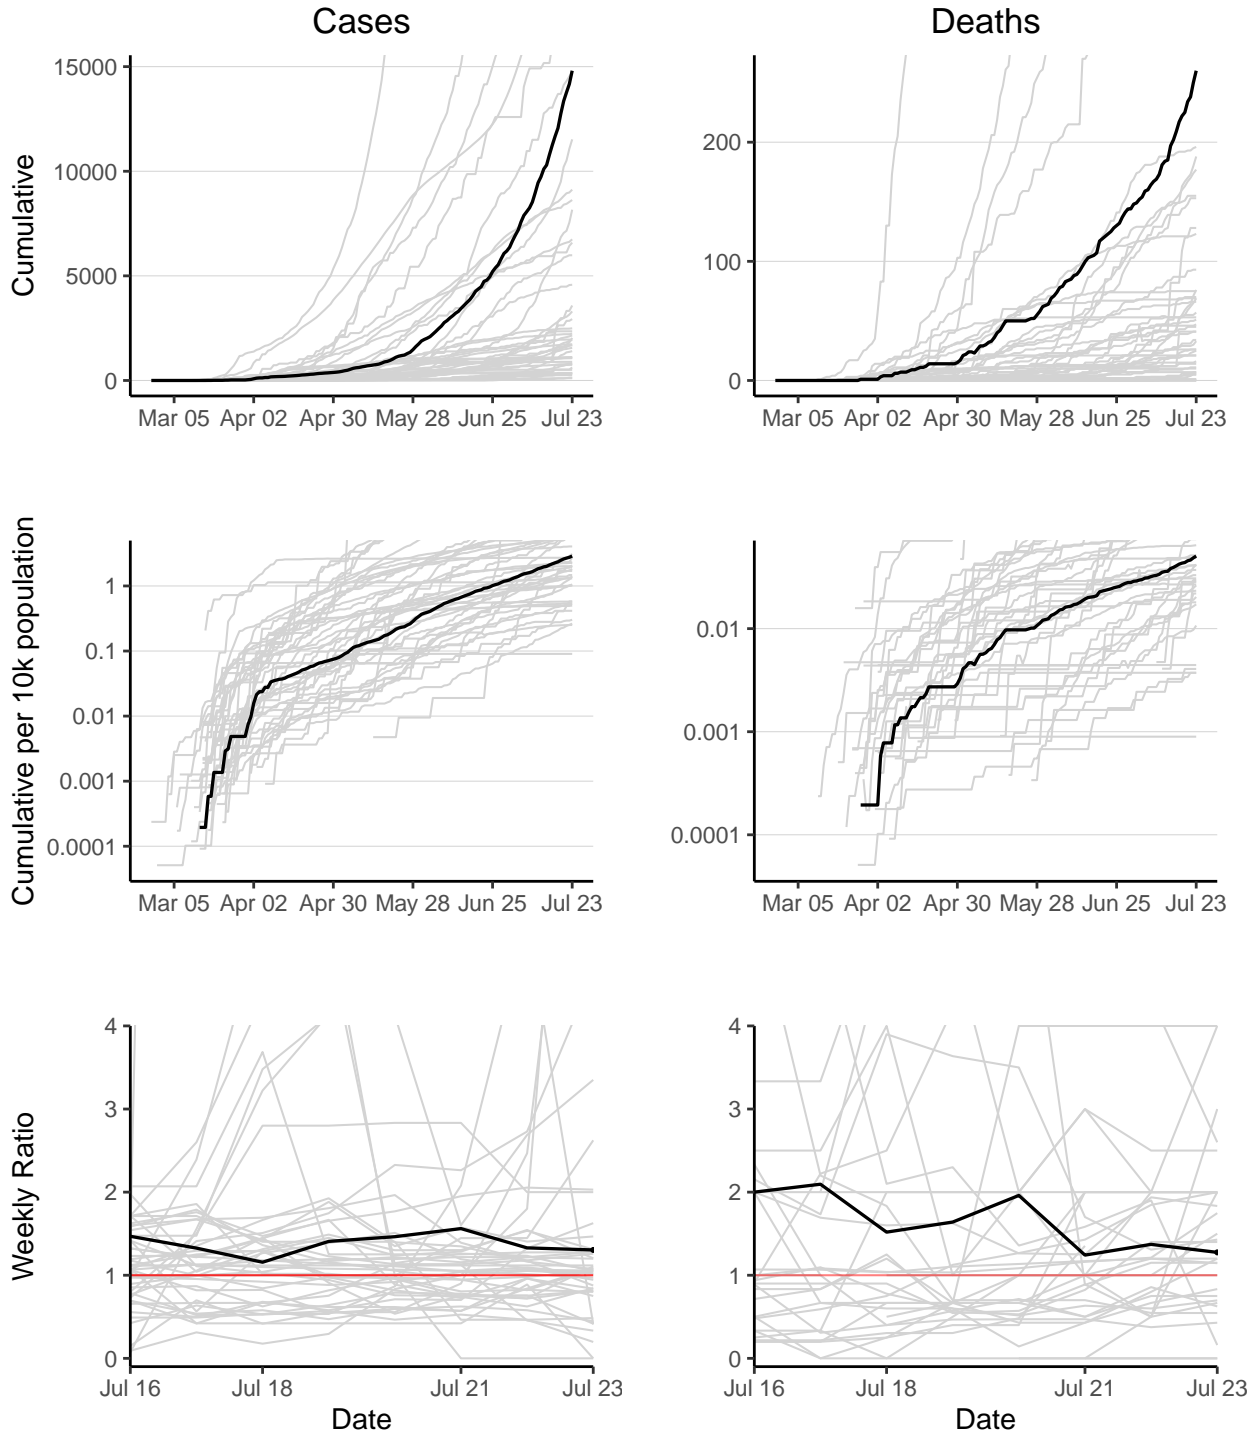 Cases
Deaths
Cumulative
15000
10000
5000
0
Mar 05 Apr 02 Apr 30 May 28 Jun 25 Jul 23
200
100
0
Mar 05 Apr 02 Apr 30 May 28 Jun 25 Jul 23
Cumulative per 10k population
1
0.1
0.01
0.001
0.0001
Mar 05 Apr 02 Apr 30 May 28 Jun 25 Jul 23
0.01
0.001
0.0001
Mar 05 Apr 02 Apr 30 May 28 Jun 25 Jul 23
Weekly Ratio
4
3
2
1
0
Jul 16 Jul 18 Jul 21 Jul 23
Date
4
3
2
1
0
Jul 16 Jul 18 Jul 21 Jul 23
Date